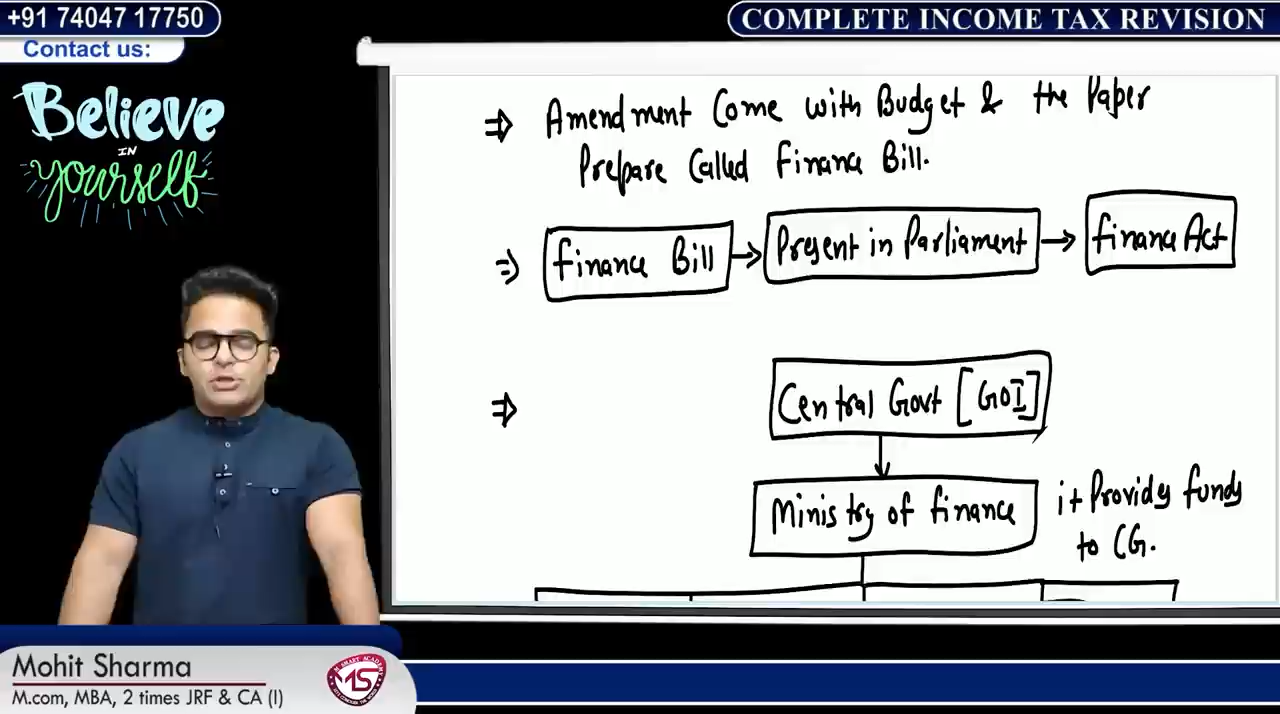 +91 74047 17750
Contact us:
COMPLETE INCOME TAX REVISION
Believe
IN
yourself
⇒ Amendment Come with Budget & the Paper
Prepare Called Finance Bill.
⇒ Finance Bill → Present in Parliament → Finance Act
⇒ Central Govt [GOI]
Ministry of finance
it Provides funds
to CG.
Mohit Sharma
M.com, MBA, 2 times JRF & CA (I)
MS